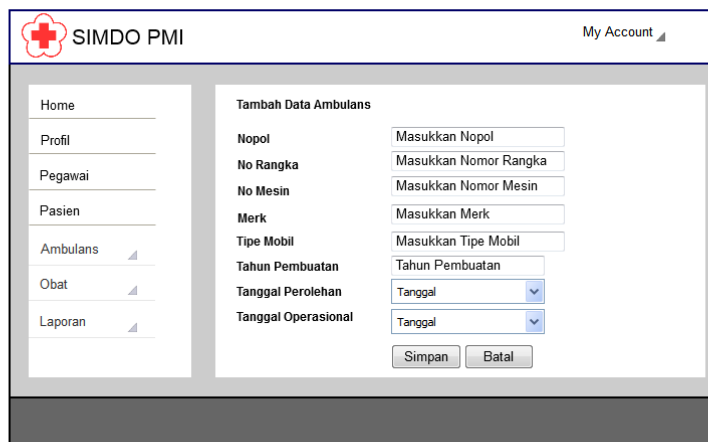 SIMDO PMI
My Account
Home
Profil
Pegawai
Pasien
Ambulans
Obat
Laporan
Tambah Data Ambulans
Nopol Masukkan Nopol
No Rangka Masukkan Nomor Rangka
No Mesin Masukkan Nomor Mesin
Merk Masukkan Merk
Tipe Mobil Masukkan Tipe Mobil
Tahun Pembuatan Tahun Pembuatan
Tanggal Perolehan Tanggal
Tanggal Operasional Tanggal
Simpan Batal